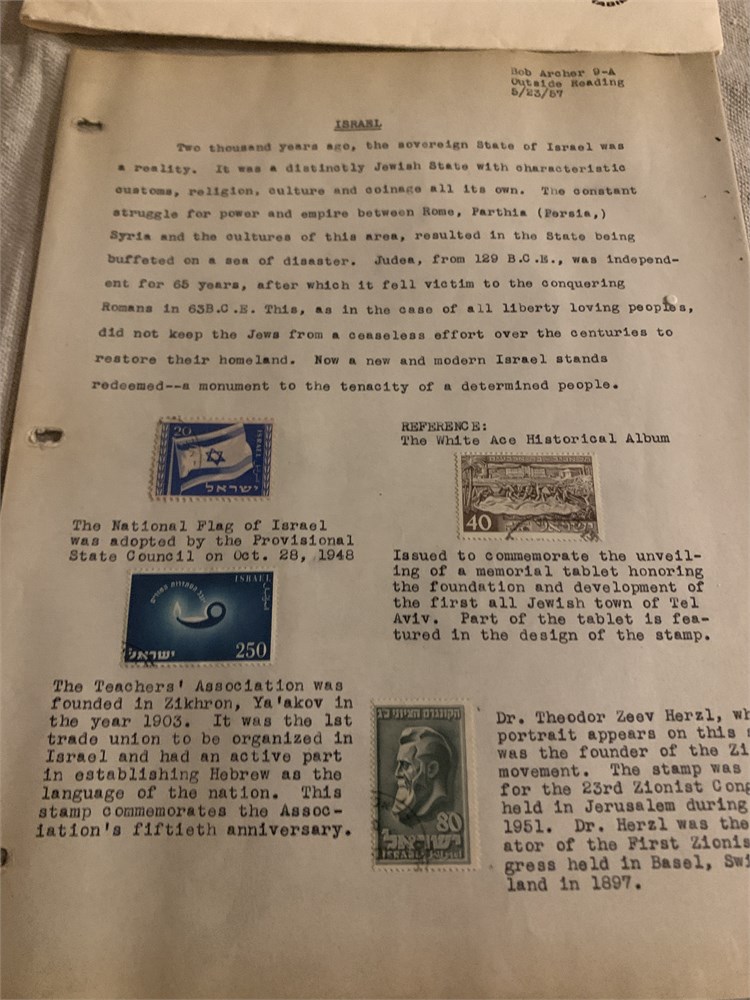 Bob Archer 9-A
Outside Reading
5/23/57
ISRAEL
Two thousand years ago, the sovereign State of Israel was
a reality. It was a distinctly Jewish State with characteristic
customs, religion, culture and coinage all its own. The constant
struggle for power and empire between Rome, Parthia (Persia,)
Syria and the cultures of this area, resulted in the State being
buffeted on a sea of disaster. Judea, from 129 B.C.E., was independ-
ent for 65 years, after which it fell victim to the conquering
Romans in 63B.C.E. This, as in the case of all liberty loving peoples,
did not keep the Jews from a ceaseless effort over the centuries to
restore their homeland. Now a new and modern Israel stands
redeemed--a monument to the tenacity of a determined people.
20
ISRAEL
ישראל
The National Flag of Israel
was adopted by the Provisional
State Council on Oct. 28, 1948
REFERENCE:
The White Ace Historical Album
40
Issued to commemorate the unveil-
ing of a memorial tablet honoring
the foundation and development of
the first all Jewish town of Tel
Aviv. Part of the tablet is fea-
tured in the design of the stamp.
ISRAEL
ישראל
250
The Teachers' Association was
founded in Zikhron, Ya'akov in
the year 1903. It was the 1st
trade union to be organized in
Israel and had an active part
in establishing Hebrew as the
language of the nation. This
stamp commemorates the Assoc-
iation's fiftieth anniversary.
הקונגרס הציוני כ״ג
80
ישראל
ISRAEL
Dr. Theodor Zeev Herzl, wh
portrait appears on this s
was the founder of the Zi
movement. The stamp was
for the 23rd Zionist Cong
held in Jerusalem during
1951. Dr. Herzl was the
ator of the First Zionis
gress held in Basel, Swi
land in 1897.